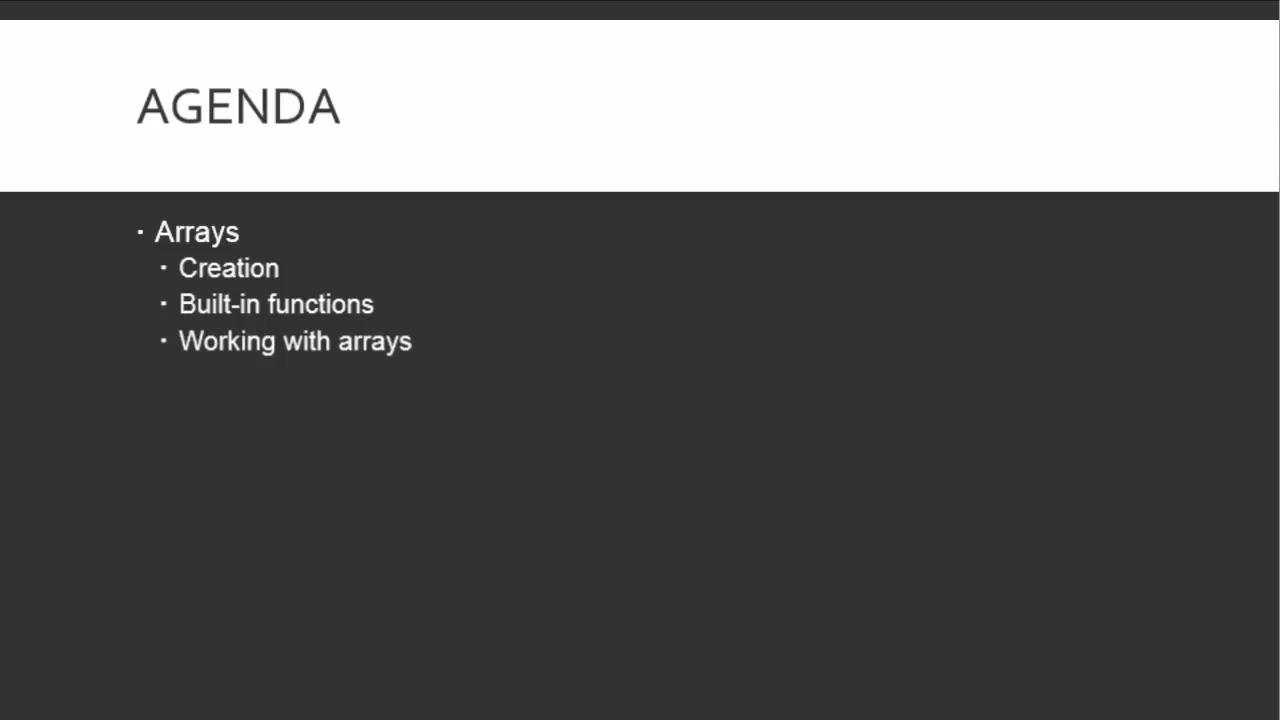 AGENDA
· Arrays
· Creation
· Built-in functions
· Working with arrays